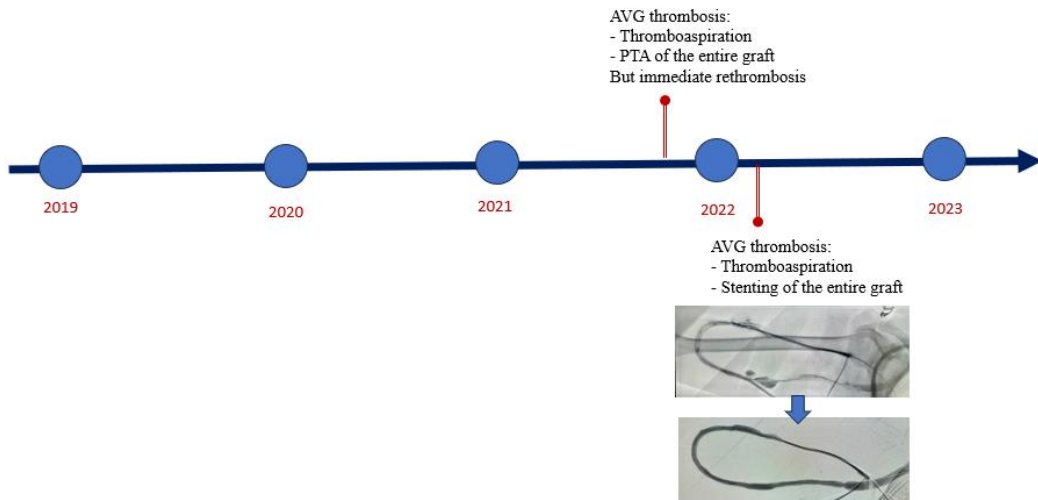 AVG thrombosis:
- Thromboaspiration
- PTA of the entire graft
But immediate rethrombosis
2019
2020
2021
2022
2023
AVG thrombosis:
- Thromboaspiration
- Stenting of the entire graft